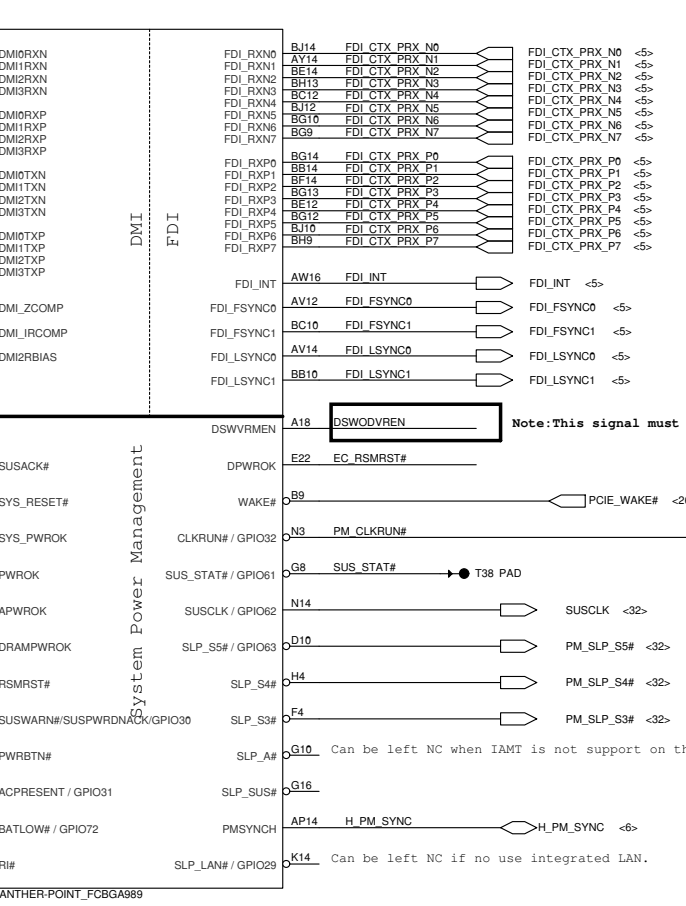 DMI0RXN FDI_RXN0 BJ14 FDI_CTX_PRX_N0 FDI_CTX_PRX_N0 <5>
DMI1RXN FDI_RXN1 AY14 FDI_CTX_PRX_N1 FDI_CTX_PRX_N1 <5>
DMI2RXN FDI_RXN2 BE14 FDI_CTX_PRX_N2 FDI_CTX_PRX_N2 <5>
DMI3RXN FDI_RXN3 BH13 FDI_CTX_PRX_N3 FDI_CTX_PRX_N3 <5>
FDI_RXN4 BC12 FDI_CTX_PRX_N4 FDI_CTX_PRX_N4 <5>
DMI0RXP FDI_RXN5 BJ12 FDI_CTX_PRX_N5 FDI_CTX_PRX_N5 <5>
DMI1RXP FDI_RXN6 BG10 FDI_CTX_PRX_N6 FDI_CTX_PRX_N6 <5>
DMI2RXP FDI_RXN7 BG9 FDI_CTX_PRX_N7 FDI_CTX_PRX_N7 <5>
DMI3RXP
FDI_RXP0 BG14 FDI_CTX_PRX_P0 FDI_CTX_PRX_P0 <5>
DMI0TXN FDI_RXP1 BB14 FDI_CTX_PRX_P1 FDI_CTX_PRX_P1 <5>
DMI1TXN FDI_RXP2 BF14 FDI_CTX_PRX_P2 FDI_CTX_PRX_P2 <5>
DMI2TXN FDI_RXP3 BG13 FDI_CTX_PRX_P3 FDI_CTX_PRX_P3 <5>
DMI3TXN FDI_RXP4 BE12 FDI_CTX_PRX_P4 FDI_CTX_PRX_P4 <5>
FDI_RXP5 BG12 FDI_CTX_PRX_P5 FDI_CTX_PRX_P5 <5>
DMI0TXP FDI_RXP6 BJ10 FDI_CTX_PRX_P6 FDI_CTX_PRX_P6 <5>
DMI1TXP FDI_RXP7 BH9 FDI_CTX_PRX_P7 FDI_CTX_PRX_P7 <5>
DMI2TXP
DMI3TXP
DMI
FDI
FDI_INT AW16 FDI_INT FDI_INT <5>
DMI_ZCOMP FDI_FSYNC0 AV12 FDI_FSYNC0 FDI_FSYNC0 <5>
DMI_IRCOMP FDI_FSYNC1 BC10 FDI_FSYNC1 FDI_FSYNC1 <5>
DMI2RBIAS FDI_LSYNC0 AV14 FDI_LSYNC0 FDI_LSYNC0 <5>
FDI_LSYNC1 BB10 FDI_LSYNC1 FDI_LSYNC1 <5>
DSWVRMEN A18 DSWODVREN Note:This signal must
System Power Management
SUSACK# DPWROK E22 EC_RSMRST#
SYS_RESET# WAKE# B9 PCIE_WAKE# <2
SYS_PWROK CLKRUN# / GPIO32 N3 PM_CLKRUN#
PWROK SUS_STAT# / GPIO61 G8 SUS_STAT# T38 PAD
APWROK SUSCLK / GPIO62 N14 SUSCLK <32>
DRAMPWROK SLP_S5# / GPIO63 D10 PM_SLP_S5# <32>
RSMRST# SLP_S4# H4 PM_SLP_S4# <32>
SUSWARN#/SUSPWRDNACK/GPIO30 SLP_S3# F4 PM_SLP_S3# <32>
PWRBTN# SLP_A# G10 Can be left NC when IAMT is not support on th
ACPRESENT / GPIO31 SLP_SUS# G16
BATLOW# / GPIO72 PMSYNCH AP14 H_PM_SYNC H_PM_SYNC <6>
RI# SLP_LAN# / GPIO29 K14 Can be left NC if no use integrated LAN.
ANTHER-POINT_FCBGA989